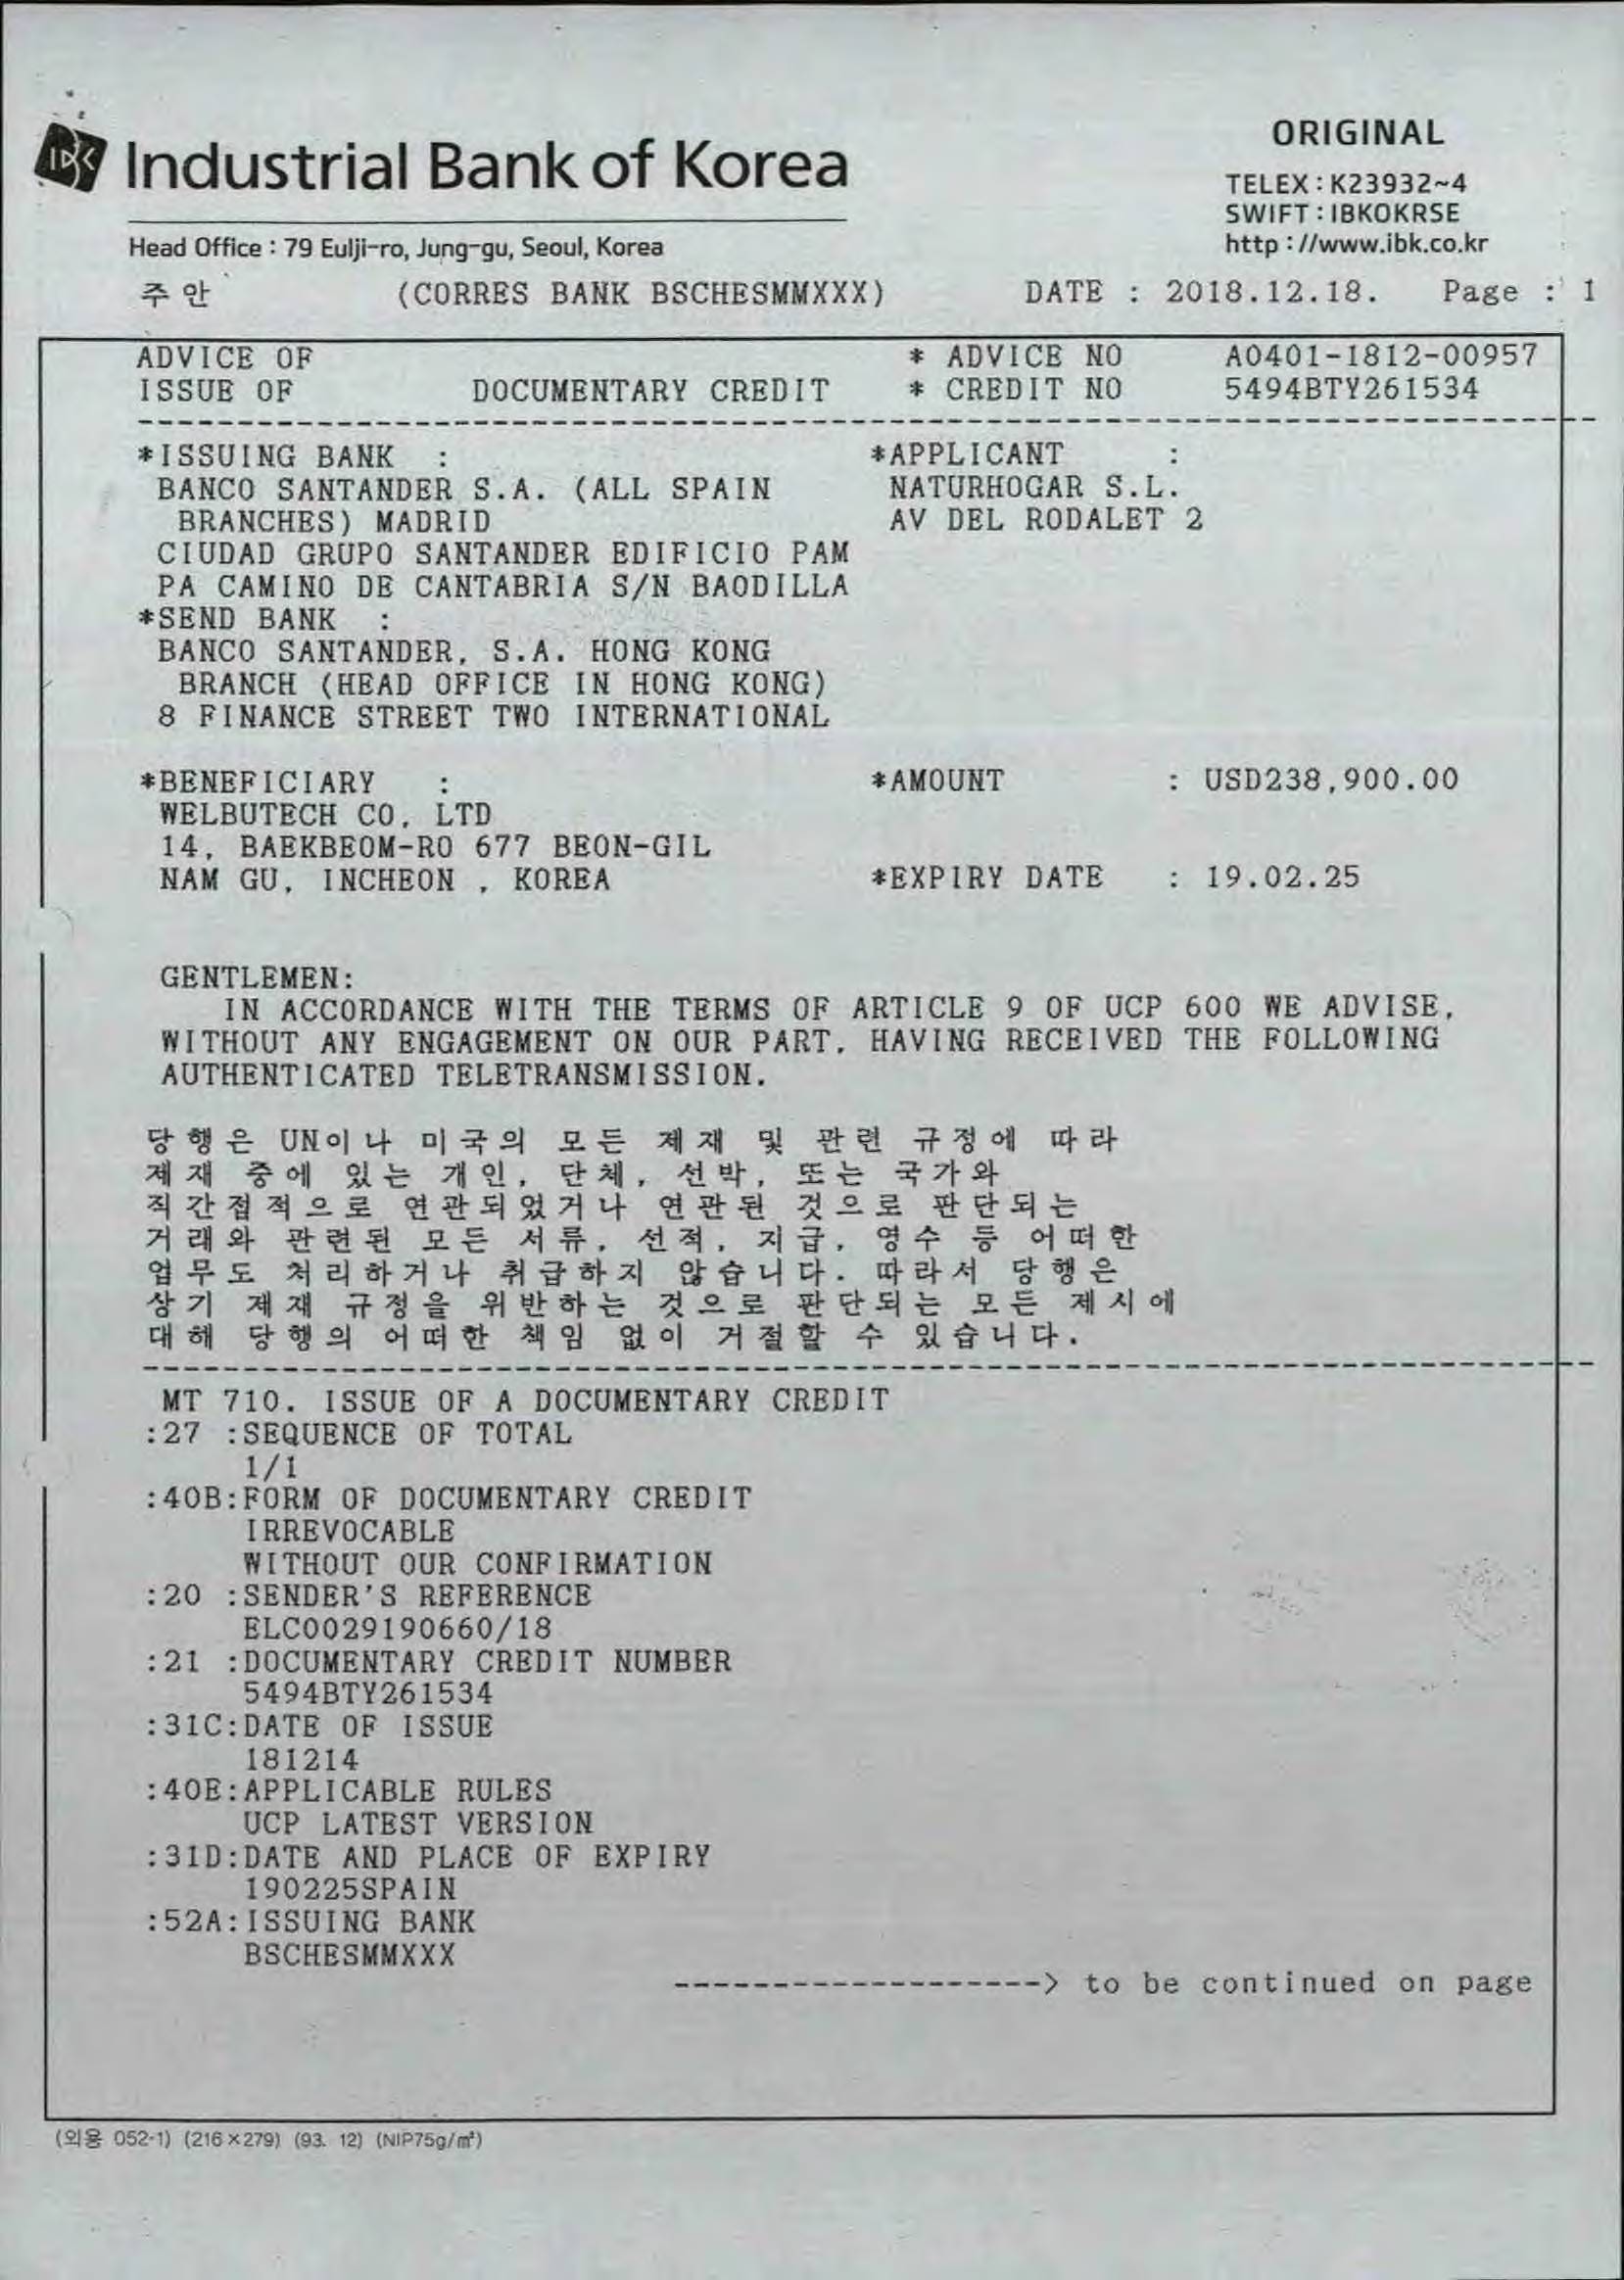 ORIGINAL
IBK Industrial Bank of Korea
TELEX : K23932~4
SWIFT : IBKOKRSE
Head Office : 79 Eulji-ro, Jung-gu, Seoul, Korea
http : //www.ibk.co.kr
주안 (CORRES BANK BSCHESMMXXX) DATE : 2018.12.18. Page : 1
ADVICE OF * ADVICE NO A0401-1812-00957
ISSUE OF DOCUMENTARY CREDIT * CREDIT NO 5494BTY261534
*ISSUING BANK : *APPLICANT :
BANCO SANTANDER S.A. (ALL SPAIN NATURHOGAR S.L.
BRANCHES) MADRID AV DEL RODALET 2
CIUDAD GRUPO SANTANDER EDIFICIO PAM
PA CAMINO DE CANTABRIA S/N BAODILLA
*SEND BANK :
BANCO SANTANDER, S.A. HONG KONG
BRANCH (HEAD OFFICE IN HONG KONG)
8 FINANCE STREET TWO INTERNATIONAL
*BENEFICIARY : *AMOUNT : USD238,900.00
WELBUTECH CO, LTD
14, BAEKBEOM-RO 677 BEON-GIL
NAM GU, INCHEON , KOREA *EXPIRY DATE : 19.02.25
GENTLEMEN:
IN ACCORDANCE WITH THE TERMS OF ARTICLE 9 OF UCP 600 WE ADVISE,
WITHOUT ANY ENGAGEMENT ON OUR PART, HAVING RECEIVED THE FOLLOWING
AUTHENTICATED TELETRANSMISSION.
당행은 UN이나 미국의 모든 제재 및 관련 규정에 따라
제재 중에 있는 개인, 단체, 선박, 또는 국가와
직간접적으로 연관되었거나 연관된 것으로 판단되는
거래와 관련된 모든 서류, 선적, 지급, 영수 등 어떠한
업무도 처리하거나 취급하지 않습니다. 따라서 당행은
상기 제재 규정을 위반하는 것으로 판단되는 모든 제시에
대해 당행의 어떠한 책임 없이 거절할 수 있습니다.
MT 710. ISSUE OF A DOCUMENTARY CREDIT
:27 :SEQUENCE OF TOTAL
1/1
:40B:FORM OF DOCUMENTARY CREDIT
IRREVOCABLE
WITHOUT OUR CONFIRMATION
:20 :SENDER'S REFERENCE
ELC0029190660/18
:21 :DOCUMENTARY CREDIT NUMBER
5494BTY261534
:31C:DATE OF ISSUE
181214
:40E:APPLICABLE RULES
UCP LATEST VERSION
:31D:DATE AND PLACE OF EXPIRY
190225SPAIN
:52A:ISSUING BANK
BSCHESMMXXX
-------------------> to be continued on page
(외용 052-1) (216×279) (93. 12) (NIP75g/㎡)